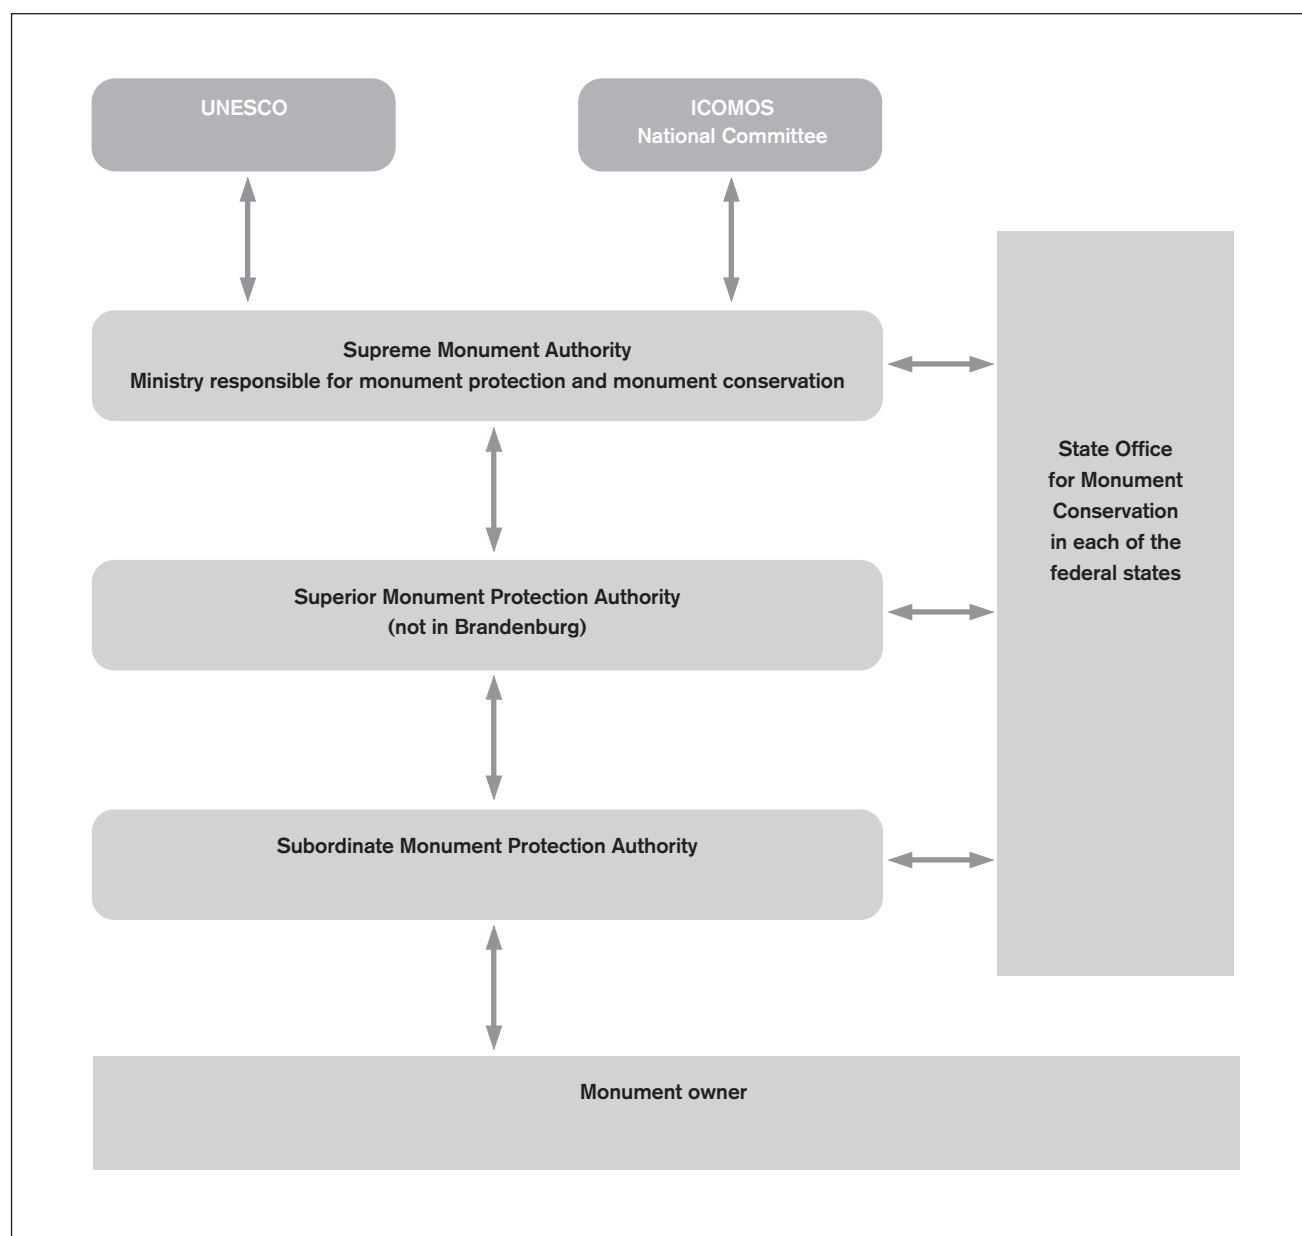 UNESCO
ICOMOS
National Committee
Supreme Monument Authority
Ministry responsible for monument protection and monument conservation
State Office
for Monument
Conservation
in each of the
federal states
Superior Monument Protection Authority
(not in Brandenburg)
Subordinate Monument Protection Authority
Monument owner